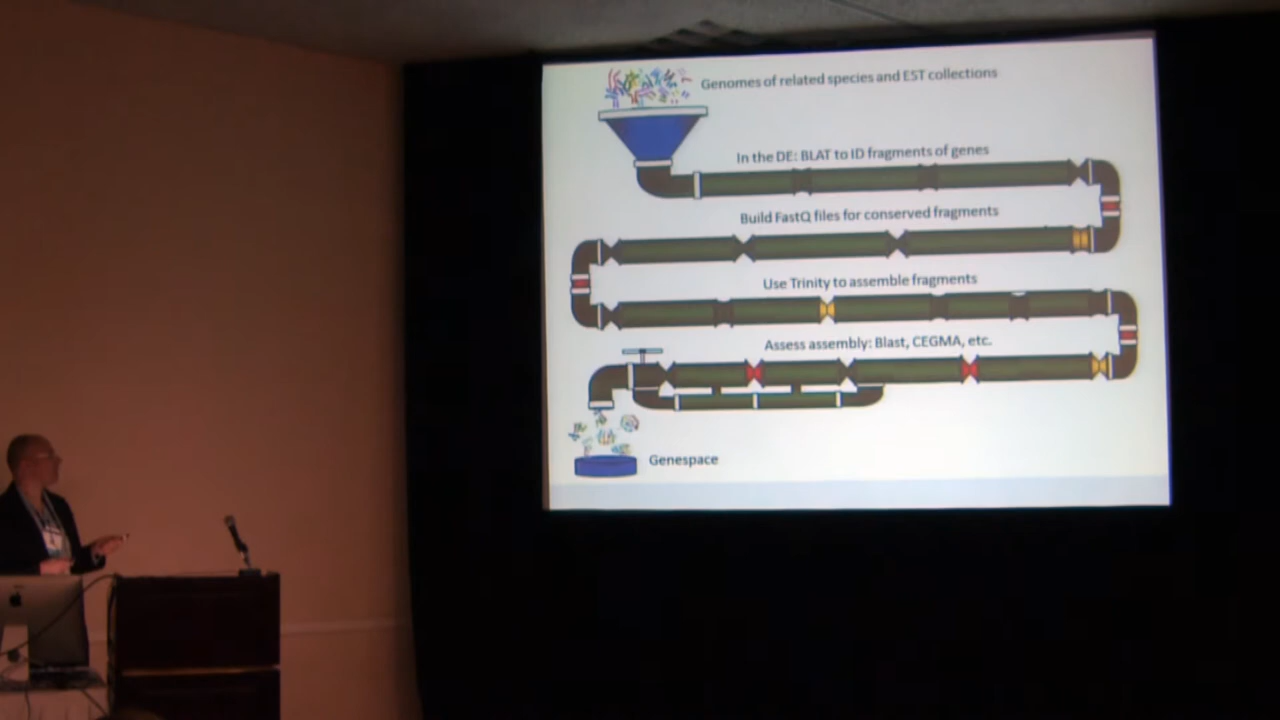 Genomes of related species and EST collections
In the DE: BLAT to ID fragments of genes
Build FastQ files for conserved fragments
Use Trinity to assemble fragments
Assess assembly: Blast, CEGMA, etc.
Genespace